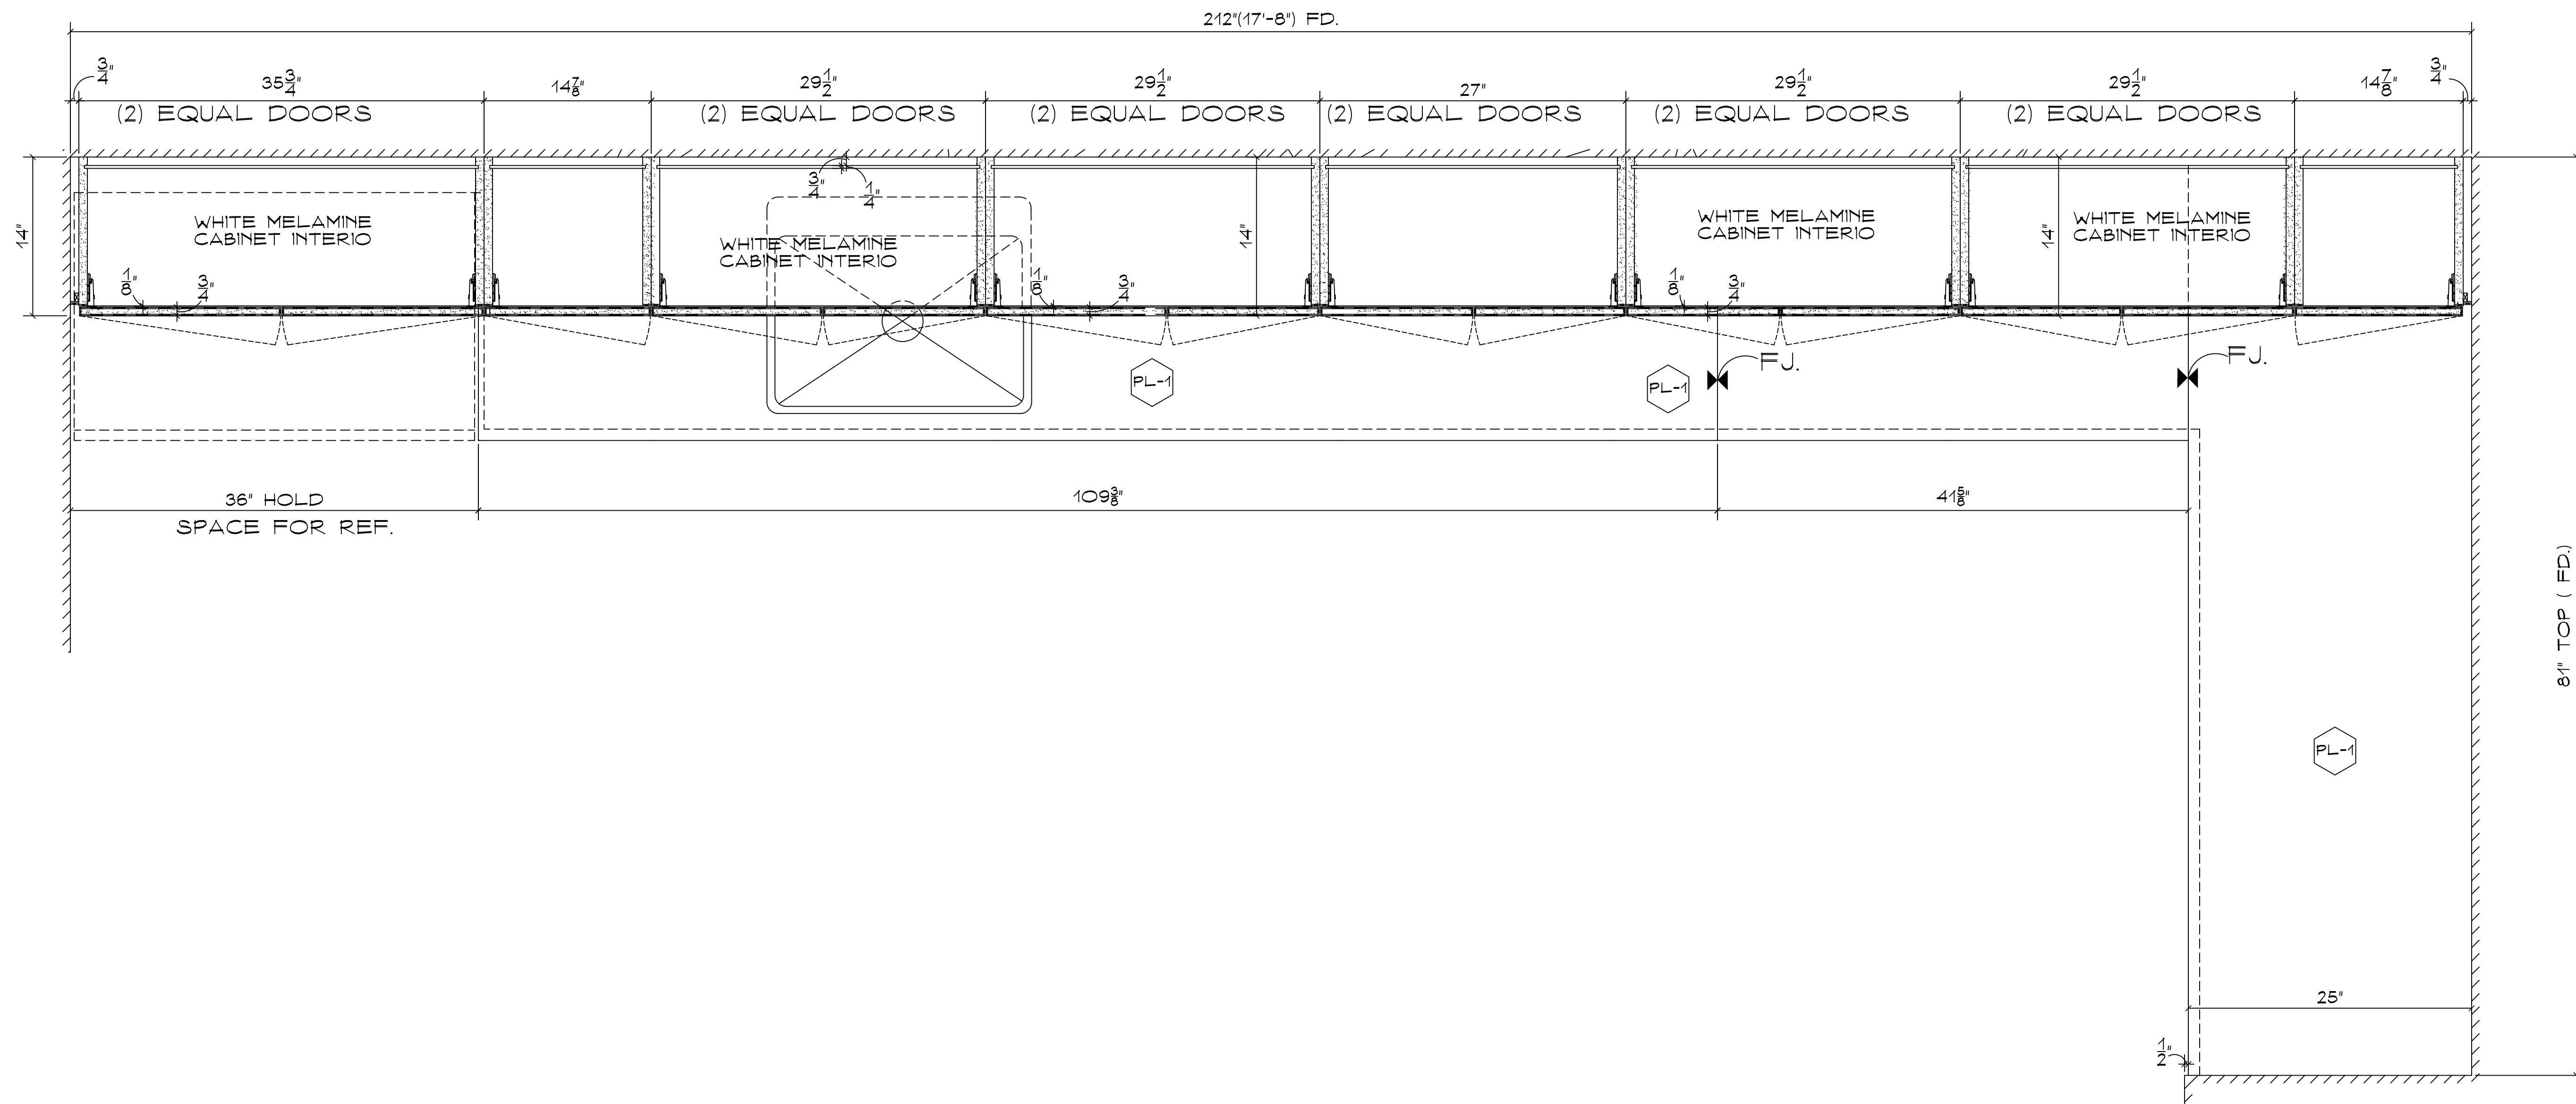 212"(17'-8") FD.
3/4"
35 3/4"
14 7/8"
29 1/2"
29 1/2"
27"
29 1/2"
29 1/2"
14 7/8"
3/4"
(2) EQUAL DOORS
(2) EQUAL DOORS
(2) EQUAL DOORS
(2) EQUAL DOORS
(2) EQUAL DOORS
(2) EQUAL DOORS
14"
WHITE MELAMINE
CABINET INTERIO
3/4"
1/4"
WHITE MELAMINE
CABINET INTERIO
14"
WHITE MELAMINE
CABINET INTERIO
14"
WHITE MELAMINE
CABINET INTERIO
1/8"
3/4"
1/8"
3/4"
1/8"
3/4"
PL-1
PL-1
FJ.
FJ.
36" HOLD
SPACE FOR REF.
109 3/8"
41 5/8"
81" TOP ( FD.)
PL-1
25"
1/2"